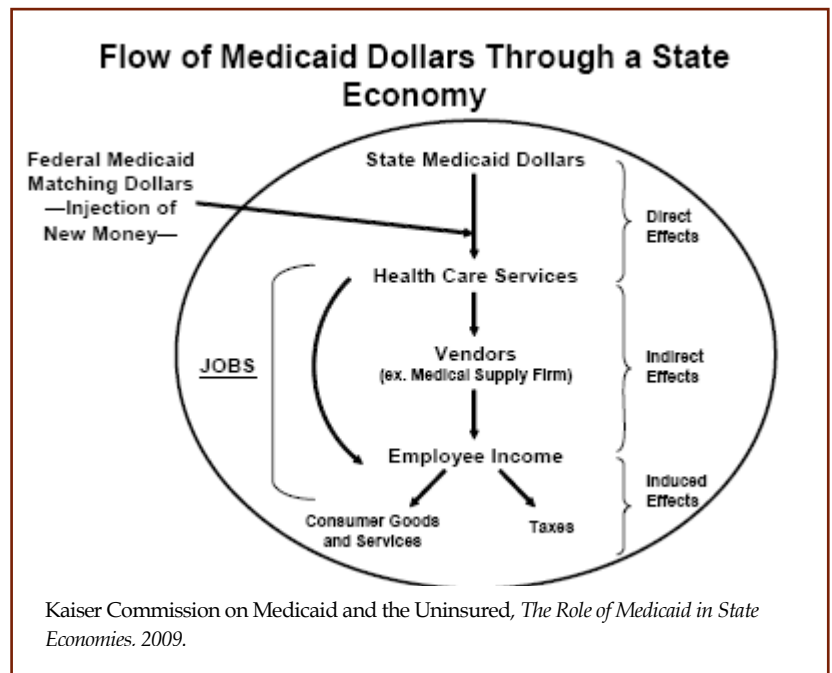 Flow of Medicaid Dollars Through a State
Economy
Federal Medicaid
Matching Dollars
—Injection of
New Money—
State Medicaid Dollars
Direct
Effects
Health Care Services
JOBS
Vendors
(ex. Medical Supply Firm)
Indirect
Effects
Employee Income
Induced
Effects
Consumer Goods
and Services
Taxes
Kaiser Commission on Medicaid and the Uninsured, The Role of Medicaid in State
Economies. 2009.